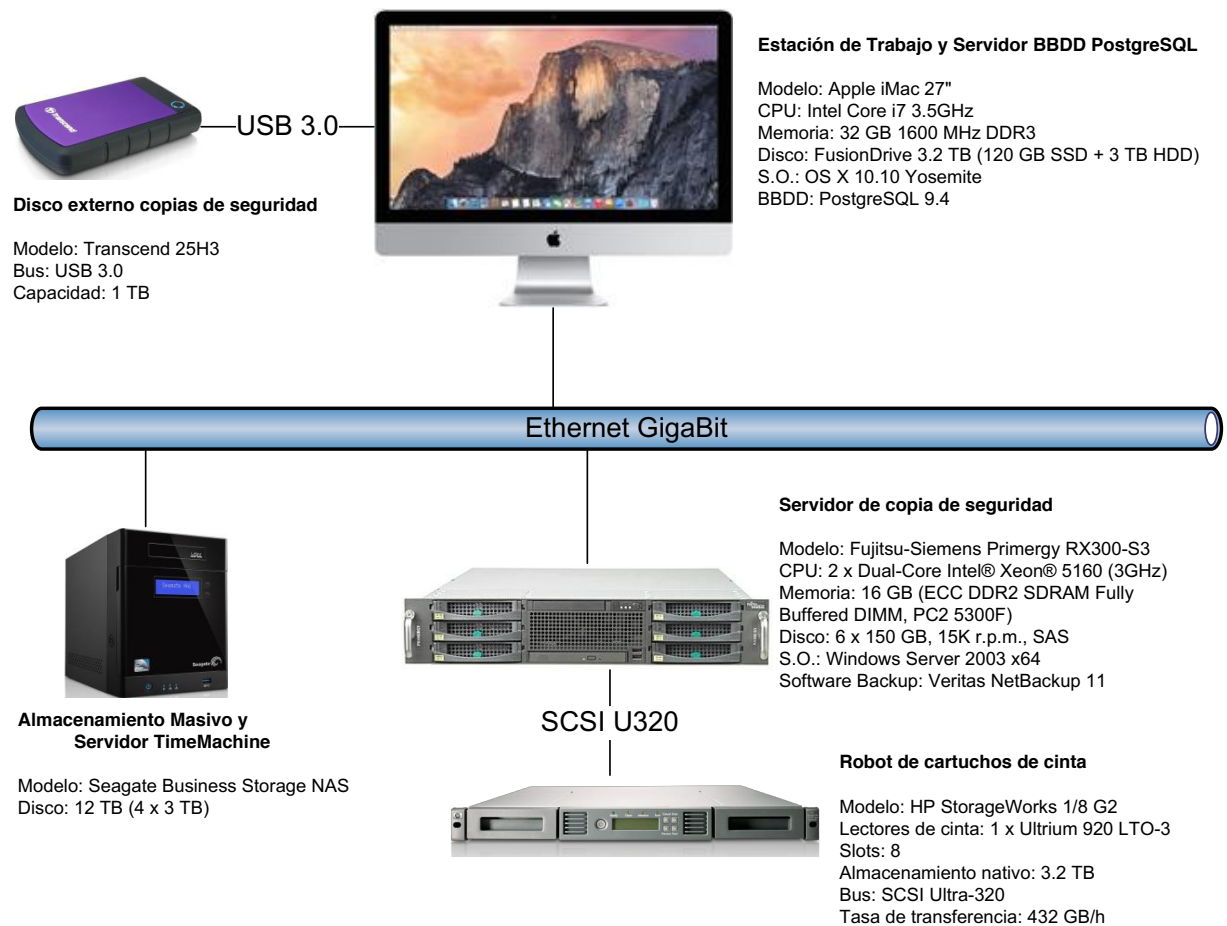 Estación de Trabajo y Servidor BBDD PostgreSQL
Modelo: Apple iMac 27"
CPU: Intel Core i7 3.5GHz
Memoria: 32 GB 1600 MHz DDR3
Disco: FusionDrive 3.2 TB (120 GB SSD + 3 TB HDD)
S.O.: OS X 10.10 Yosemite
BBDD: PostgreSQL 9.4
Transcend
USB 3.0
Disco externo copias de seguridad
Modelo: Transcend 25H3
Bus: USB 3.0
Capacidad: 1 TB
Ethernet GigaBit
Seagate
Almacenamiento Masivo y
Servidor TimeMachine
Modelo: Seagate Business Storage NAS
Disco: 12 TB (4 x 3 TB)
Servidor de copia de seguridad
Modelo: Fujitsu-Siemens Primergy RX300-S3
CPU: 2 x Dual-Core Intel® Xeon® 5160 (3GHz)
Memoria: 16 GB (ECC DDR2 SDRAM Fully
Buffered DIMM, PC2 5300F)
Disco: 6 x 150 GB, 15K r.p.m., SAS
S.O.: Windows Server 2003 x64
Software Backup: Veritas NetBackup 11
SCSI U320
Robot de cartuchos de cinta
Modelo: HP StorageWorks 1/8 G2
Lectores de cinta: 1 x Ultrium 920 LTO-3
Slots: 8
Almacenamiento nativo: 3.2 TB
Bus: SCSI Ultra-320
Tasa de transferencia: 432 GB/h